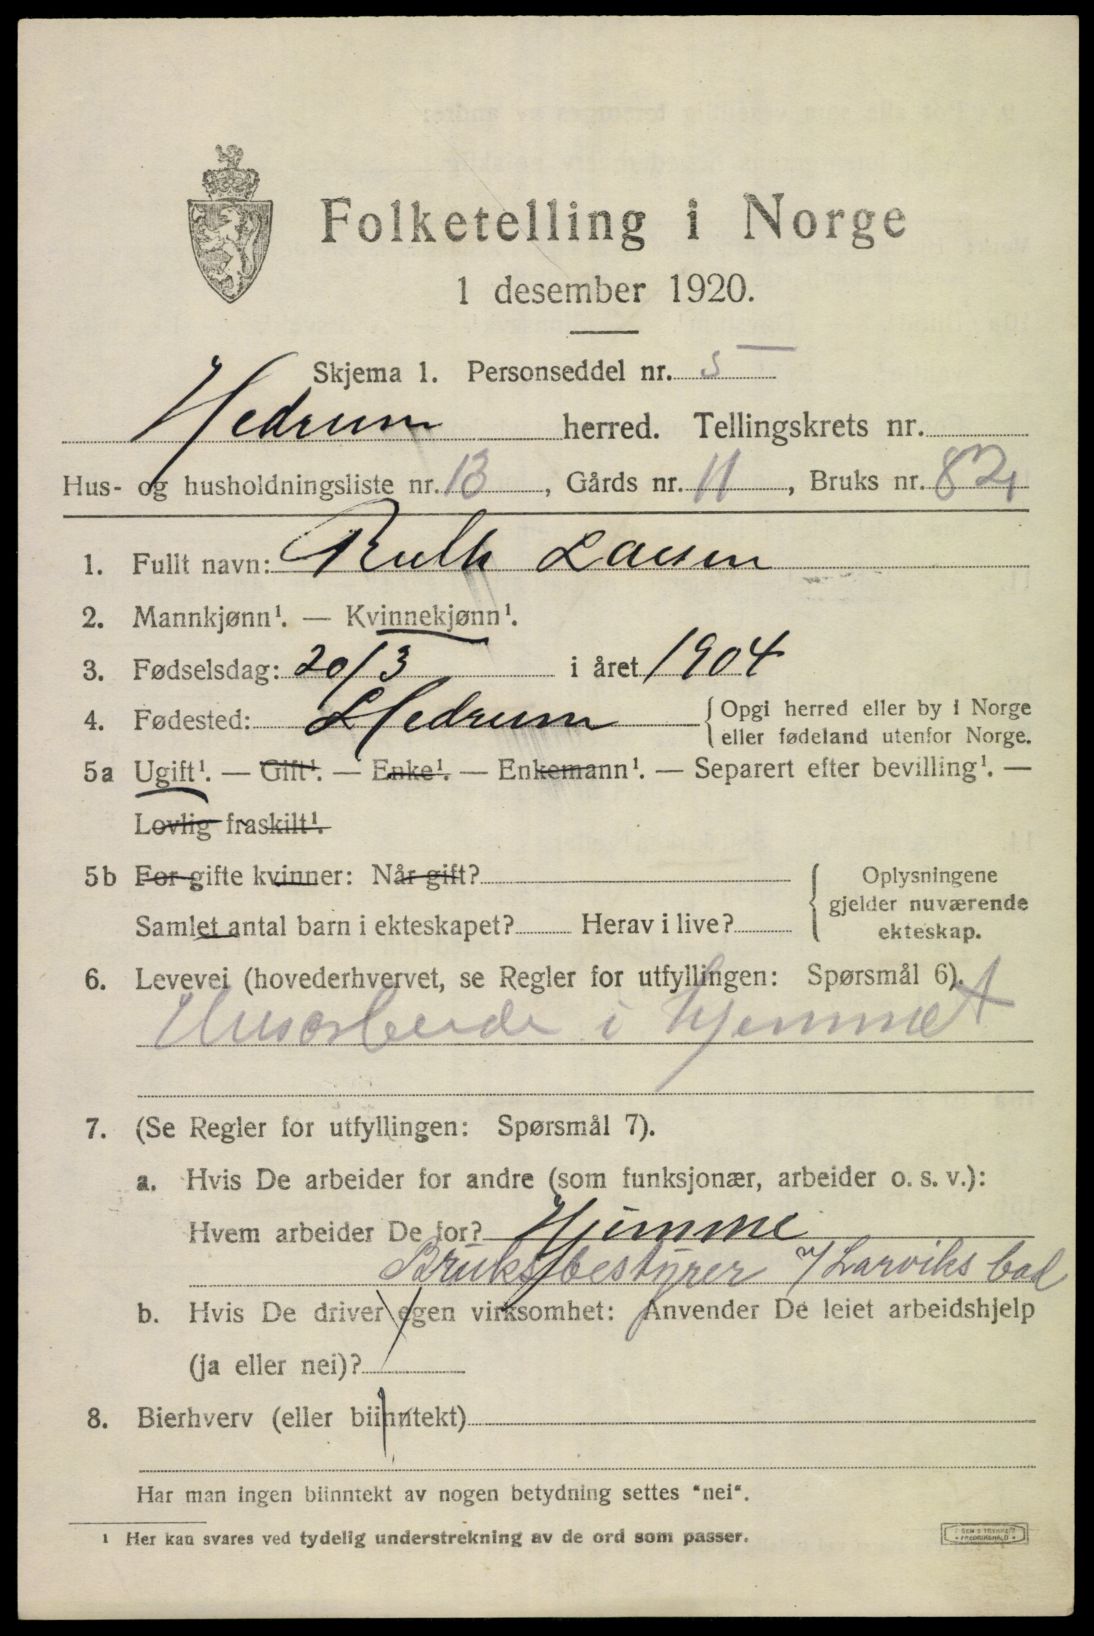 Folketelling i Norge
1 desember 1920.
Skjema 1. Personseddel nr. 5
Hedrum herred. Tellingskrets nr.
Hus- og husholdningsliste nr. 13, Gårds nr. 11, Bruks nr. 82
1. Fullt navn: Ruth Larsen
2. Mannkjønn¹. — Kvinnekjønn¹.
3. Fødselsdag: 20/3 i året 1904
4. Fødested: Hedrum {Opgi herred eller by i Norge
eller fødeland utenfor Norge.
5a Ugift¹. — Gift¹. — Enke¹. — Enkemann¹. — Separert efter bevilling¹. —
Lovlig fraskilt¹.
5b For gifte kvinner: Når gift?
Samlet antal barn i ekteskapet? Herav i live?
{Oplysningene
gjelder nuværende
ekteskap.
6. Levevei (hovederhvervet, se Regler for utfyllingen: Spørsmål 6).
Husarbeide i hjemmet
7. (Se Regler for utfyllingen: Spørsmål 7).
a. Hvis De arbeider for andre (som funksjonær, arbeider o. s. v.):
Hvem arbeider De for? Hjemme
Bruksbestyrer v/ Larviks bad
b. Hvis De driver egen virksomhet: Anvender De leiet arbeidshjelp
(ja eller nei)?
8. Bierhverv (eller biinntekt)
Har man ingen biinntekt av nogen betydning settes "nei".
¹ Her kan svares ved tydelig understrekning av de ord som passer.